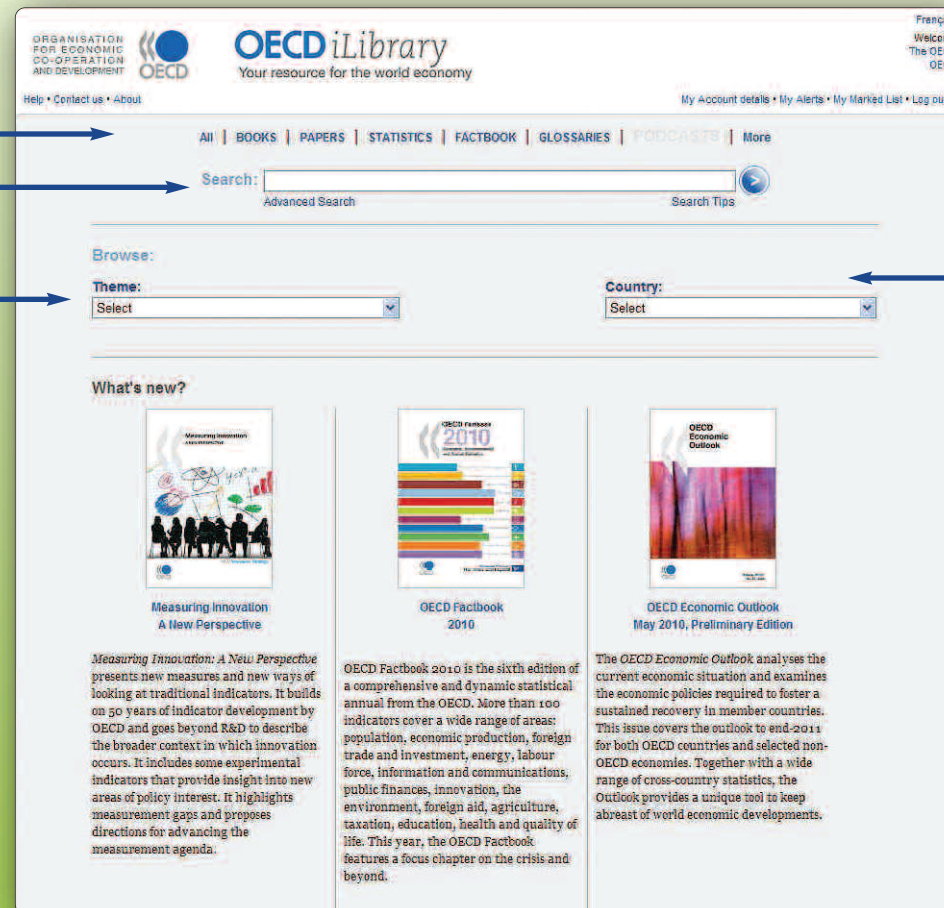 ORGANISATION
FOR ECONOMIC
CO-OPERATION
AND DEVELOPMENT
OECD
OECD iLibrary
Your resource for the world economy
Help • Contact us • About
My Account details • My Alerts • My Marked List • Log ou
All | BOOKS | PAPERS | STATISTICS | FACTBOOK | GLOSSARIES | PODCASTS | More
Search:
Advanced Search
Search Tips
Browse:
Theme:
Select
Country:
Select
What's new?
Measuring Innovation
A NEW PERSPECTIVE
OECD
OECD Factbook
2010
OECD
Economic
Outlook
Measuring Innovation
A New Perspective
Measuring Innovation: A New Perspective
presents new measures and new ways of
looking at traditional indicators. It builds
on 50 years of indicator development by
OECD and goes beyond R&D to describe
the broader context in which innovation
occurs. It includes some experimental
indicators that provide insight into new
areas of policy interest. It highlights
measurement gaps and proposes
directions for advancing the
measurement agenda.
OECD Factbook
2010
OECD Factbook 2010 is the sixth edition of
a comprehensive and dynamic statistical
annual from the OECD. More than 100
indicators cover a wide range of areas:
population, economic production, foreign
trade and investment, energy, labour
force, information and communications,
public finances, innovation, the
environment, foreign aid, agriculture,
taxation, education, health and quality of
life. This year, the OECD Factbook
features a focus chapter on the crisis and
beyond.
OECD Economic Outlook
May 2010, Preliminary Edition
The OECD Economic Outlook analyses the
current economic situation and examines
the economic policies required to foster a
sustained recovery in member countries.
This issue covers the outlook to end-2011
for both OECD countries and selected non-
OECD economies. Together with a wide
range of cross-country statistics, the
Outlook provides a unique tool to keep
abreast of world economic developments.